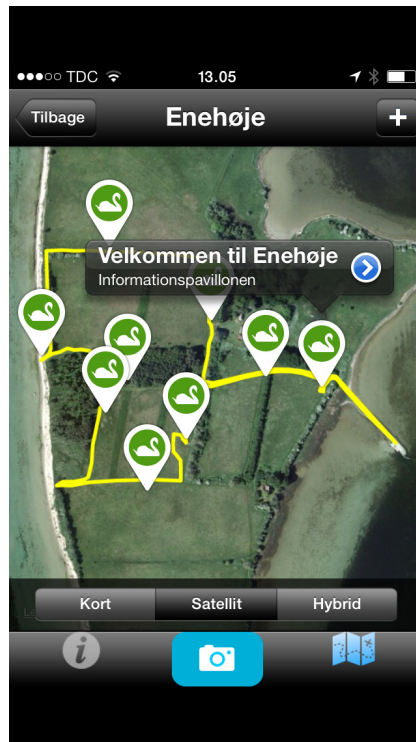 TDC 13.05
Tilbage Enehøje +
Velkommen til Enehøje
Informationspavillonen
Kort Satellit Hybrid
i